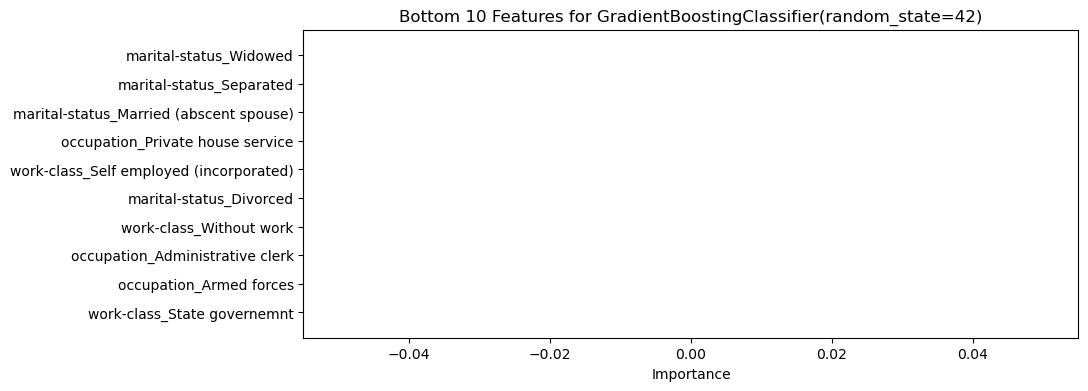 Bottom 10 Features for GradientBoostingClassifier(random_state=42)
marital-status_Widowed
marital-status_Separated
marital-status_Married (abscent spouse)
occupation_Private house service
work-class_Self employed (incorporated)
marital-status_Divorced
work-class_Without work
occupation_Administrative clerk
occupation_Armed forces
work-class_State governemnt
−0.04 −0.02 0.00 0.02 0.04
Importance